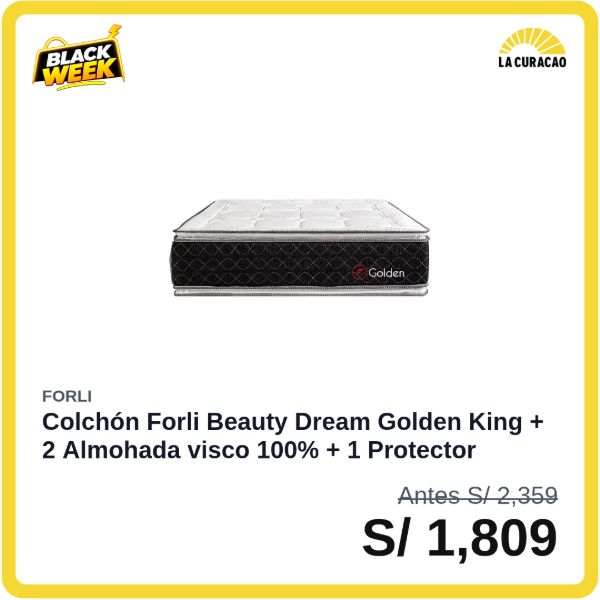 BLACK
WEEK
LA CURACAO
Golden
FORLI
Colchón Forli Beauty Dream Golden King +
2 Almohada visco 100% + 1 Protector
Antes S/ 2,359
S/ 1,809